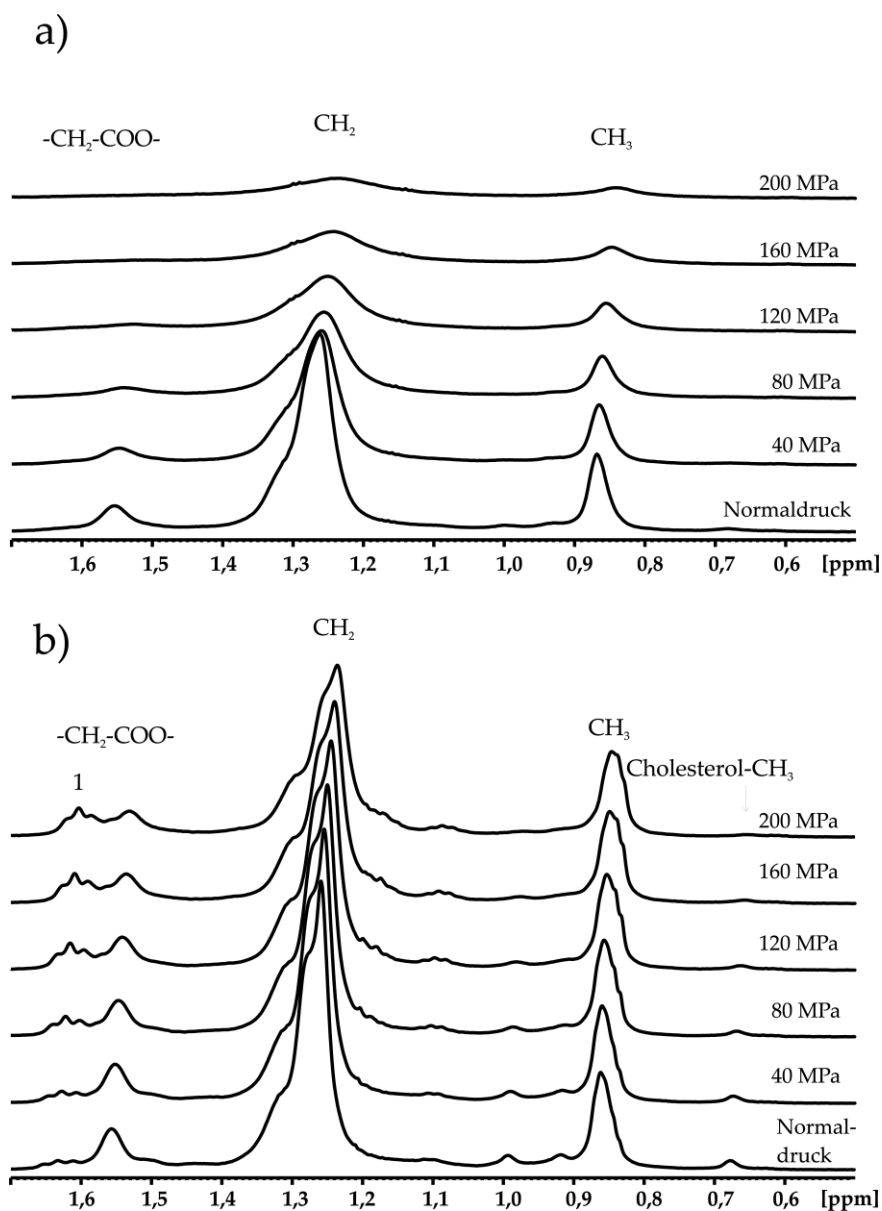 a)
-CH₂-COO-
CH₂
CH₃
200 MPa
160 MPa
120 MPa
80 MPa
40 MPa
Normaldruck
1,6 1,5 1,4 1,3 1,2 1,1 1,0 0,9 0,8 0,7 0,6 [ppm]
b)
CH₂
-CH₂-COO-
CH₃
1
Cholesterol-CH₃
200 MPa
160 MPa
120 MPa
80 MPa
40 MPa
Normal-
druck
1,6 1,5 1,4 1,3 1,2 1,1 1,0 0,9 0,8 0,7 0,6 [ppm]